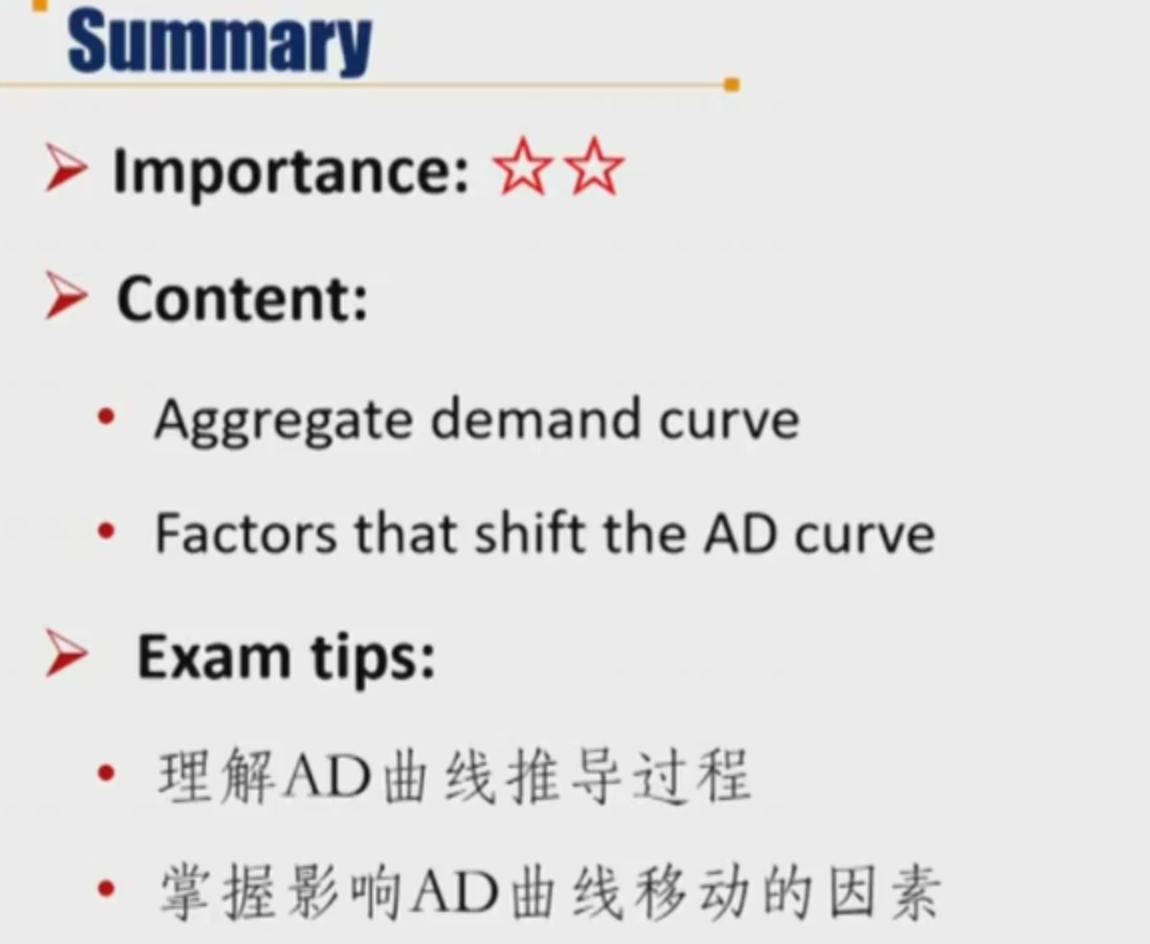 Summary
Importance: ☆☆
Content:
Aggregate demand curve
Factors that shift the AD curve
Exam tips:
理解AD曲线推导过程
掌握影响AD曲线移动的因素